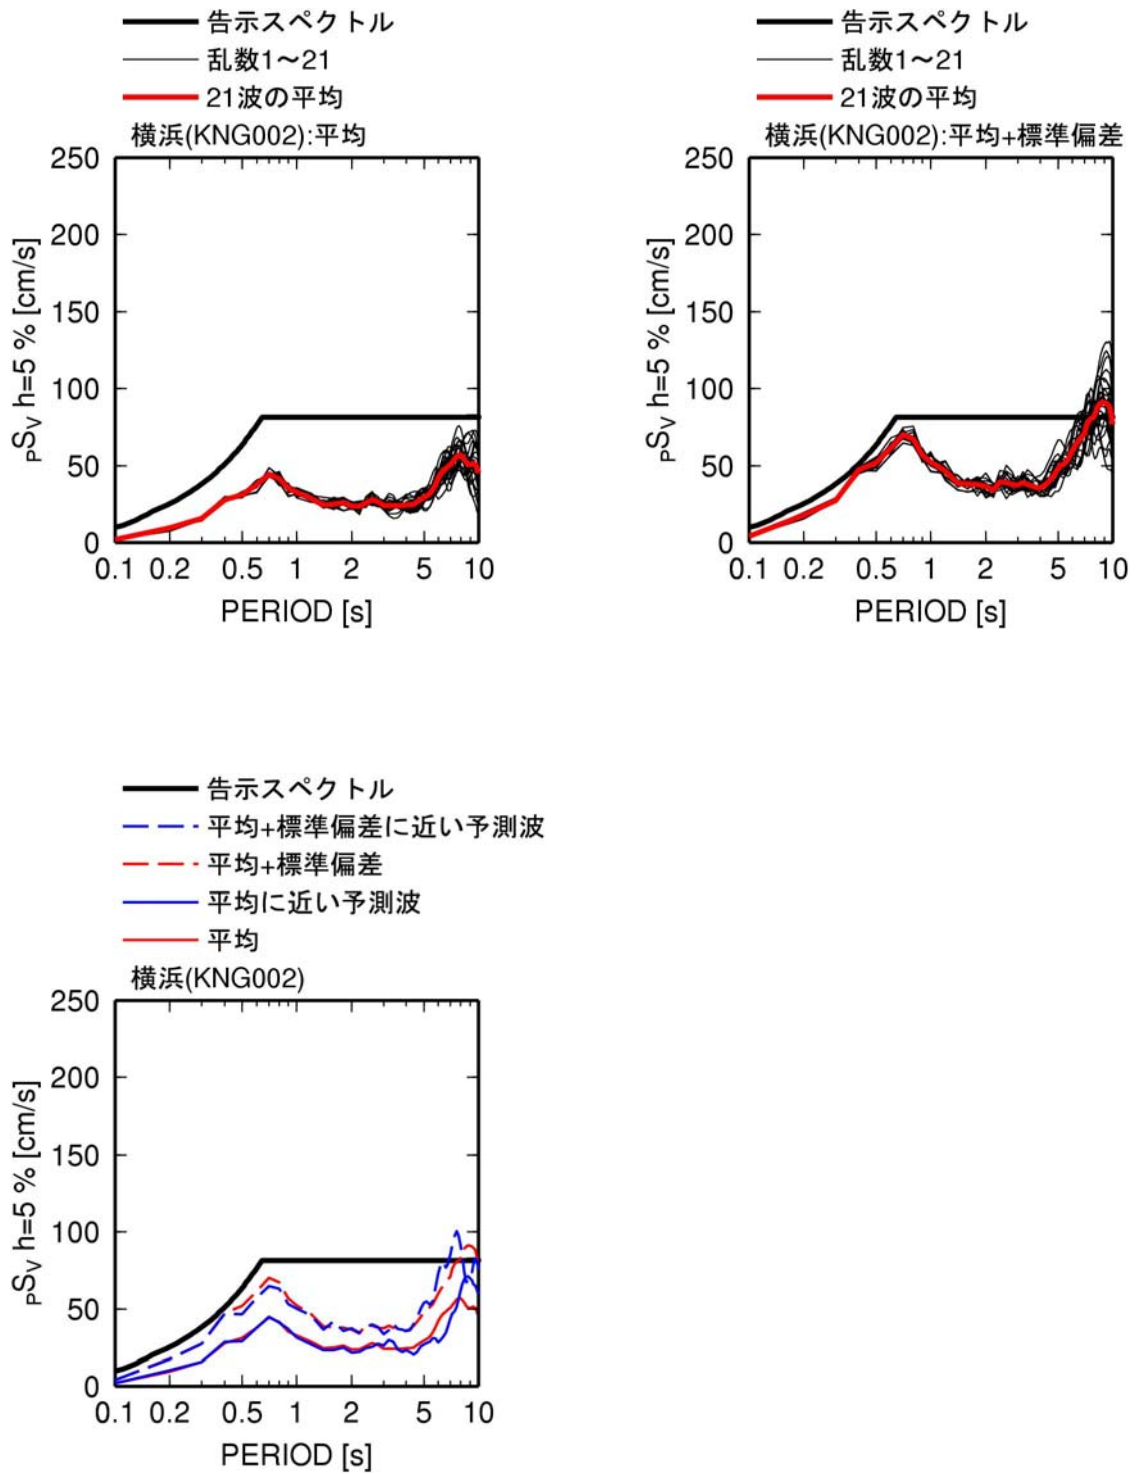 告示スペクトル
乱数1～21
21波の平均
横浜(KNG002):平均
250
200
150
100
50
0
PSV h=5 % [cm/s]
0.1 0.2 0.5 1 2 5 10
PERIOD [s]
告示スペクトル
乱数1～21
21波の平均
横浜(KNG002):平均+標準偏差
250
200
150
100
50
0
PSV h=5 % [cm/s]
0.1 0.2 0.5 1 2 5 10
PERIOD [s]
告示スペクトル
平均+標準偏差に近い予測波
平均+標準偏差
平均に近い予測波
平均
横浜(KNG002)
250
200
150
100
50
0
PSV h=5 % [cm/s]
0.1 0.2 0.5 1 2 5 10
PERIOD [s]